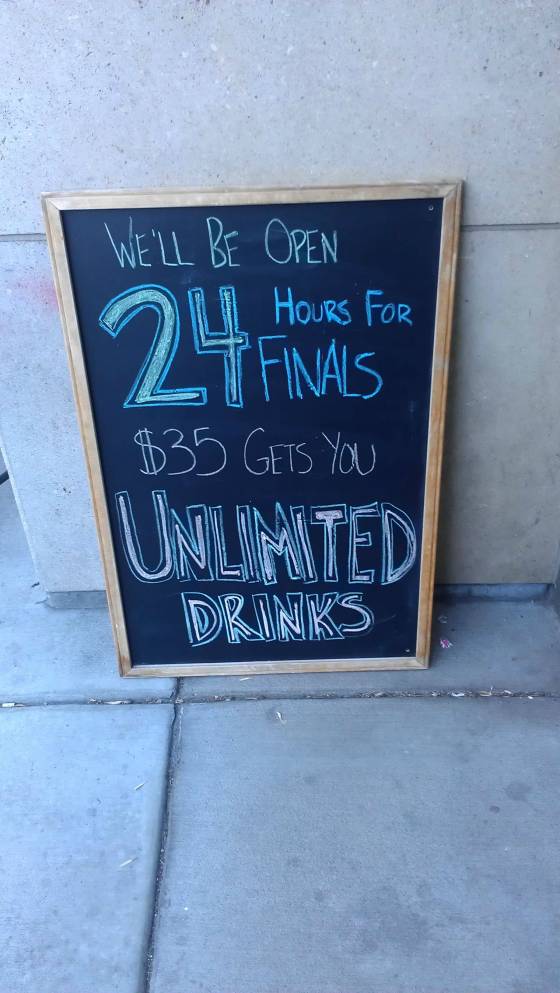 WE'LL BE OPEN
24 HOURS FOR
FINALS
$35 GETS YOU
UNLIMITED
DRINKS